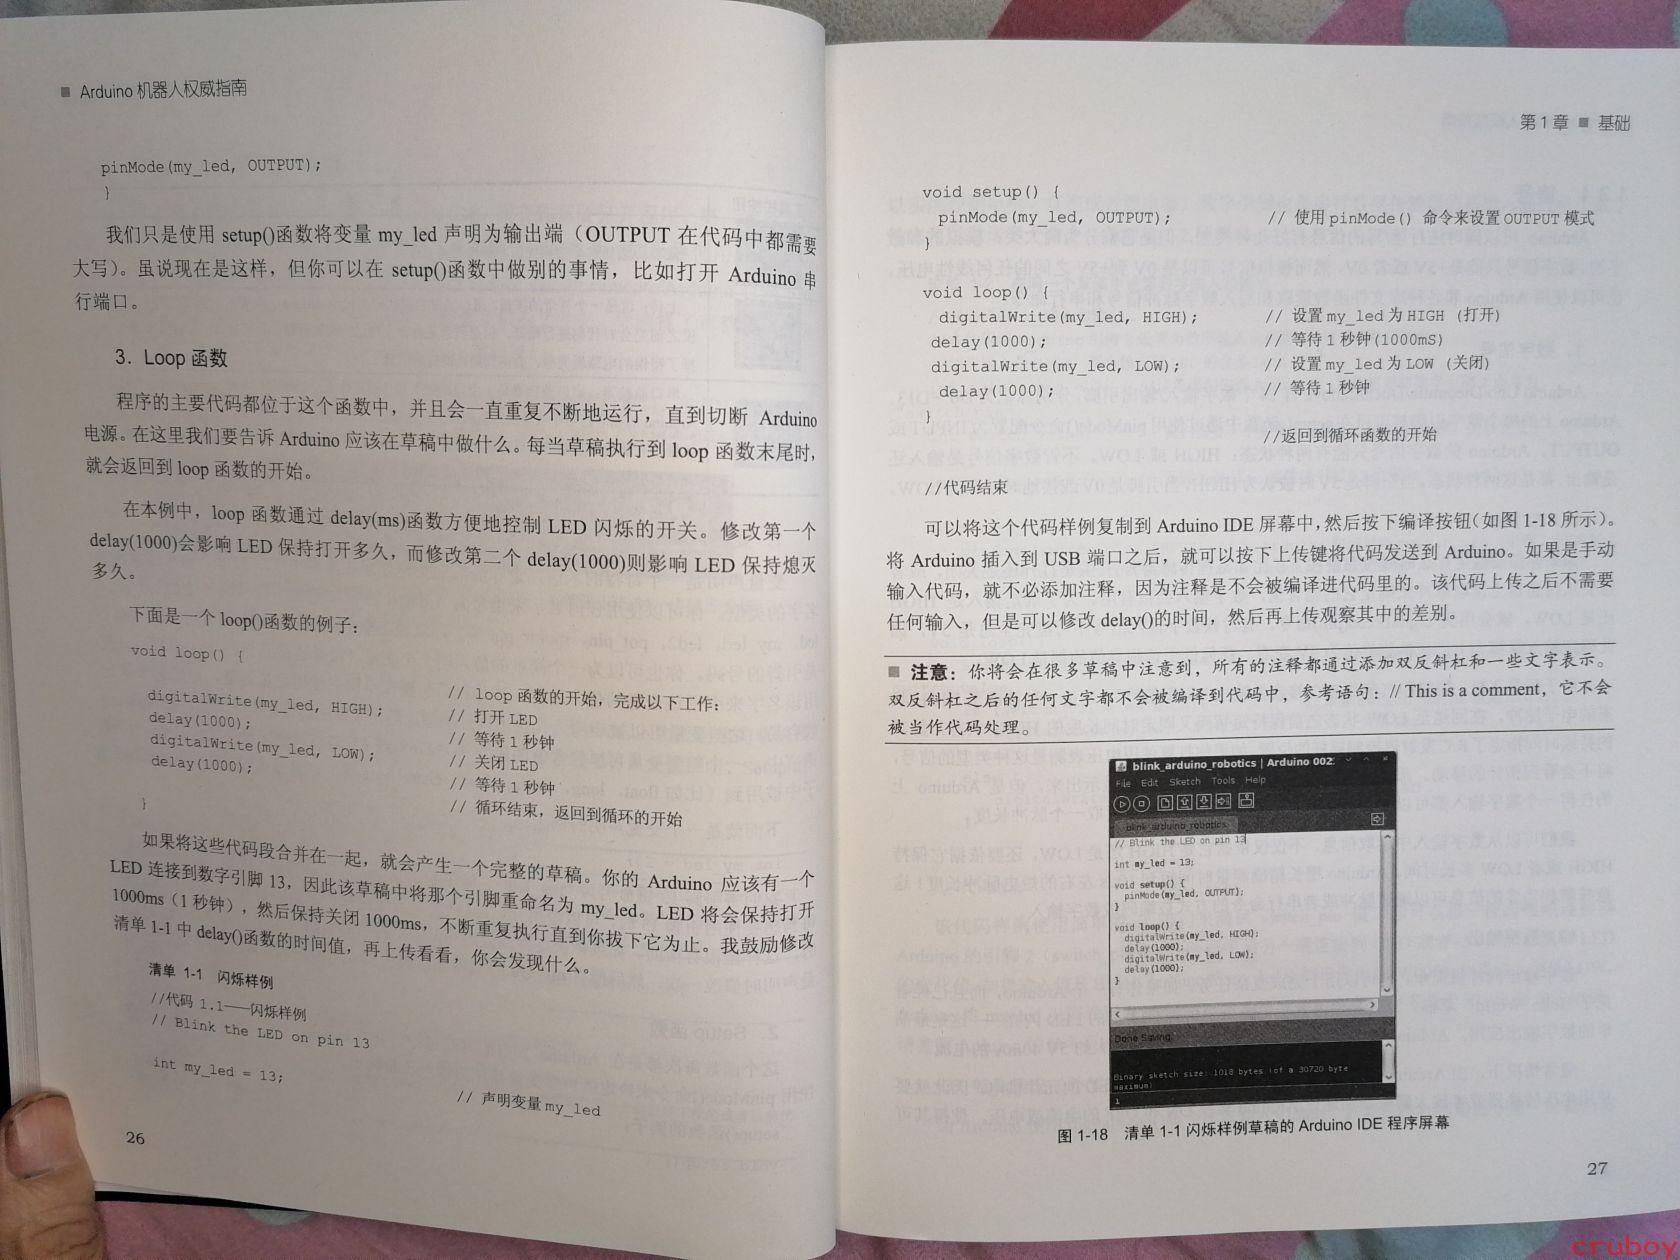 ■ Arduino 机器人权威指南
pinMode(my_led, OUTPUT);
}
我们只是使用 setup()函数将变量 my_led 声明为输出端（OUTPUT 在代码中都需要
大写）。虽说现在是这样，但你可以在 setup()函数中做别的事情，比如打开 Arduino 串
行端口。
3．Loop 函数
程序的主要代码都位于这个函数中，并且会一直重复不断地运行，直到切断 Arduino
电源。在这里我们要告诉 Arduino 应该在草稿中做什么。每当草稿执行到 loop 函数末尾时，
就会返回到 loop 函数的开始。
在本例中，loop 函数通过 delay(ms)函数方便地控制 LED 闪烁的开关。修改第一个
delay(1000)会影响 LED 保持打开多久，而修改第二个 delay(1000)则影响 LED 保持熄灭
多久。
下面是一个 loop()函数的例子：
void loop() {
// loop 函数的开始，完成以下工作：
digitalWrite(my_led, HIGH); // 打开 LED
delay(1000); // 等待 1 秒钟
digitalWrite(my_led, LOW); // 关闭 LED
delay(1000); // 等待 1 秒钟
} // 循环结束，返回到循环的开始
如果将这些代码段合并在一起，就会产生一个完整的草稿。你的 Arduino 应该有一个
LED 连接到数字引脚 13，因此该草稿中将那个引脚重命名为 my_led。LED 将会保持打开
1000ms（1 秒钟），然后保持关闭 1000ms，不断重复执行直到你拔下它为止。我鼓励修改
清单 1-1 中 delay()函数的时间值，再上传看看，你会发现什么。
清单 1-1 闪烁样例
//代码 1.1——闪烁样例
// Blink the LED on pin 13
int my_led = 13;
// 声明变量 my_led
26
第 1 章 ■ 基础
void setup() {
pinMode(my_led, OUTPUT); // 使用 pinMode() 命令来设置 OUTPUT 模式
}
void loop() {
digitalWrite(my_led, HIGH); // 设置 my_led 为 HIGH (打开)
delay(1000); // 等待 1 秒钟(1000mS)
digitalWrite(my_led, LOW); // 设置 my_led 为 LOW (关闭)
delay(1000); // 等待 1 秒钟
}
//返回到循环函数的开始
//代码结束
可以将这个代码样例复制到 Arduino IDE 屏幕中，然后按下编译按钮（如图 1-18 所示）。
将 Arduino 插入到 USB 端口之后，就可以按下上传键将代码发送到 Arduino。如果是手动
输入代码，就不必添加注释，因为注释是不会被编译进代码里的。该代码上传之后不需要
任何输入，但是可以修改 delay()的时间，然后再上传观察其中的差别。
■ 注意：你将会在很多草稿中注意到，所有的注释都通过添加双反斜杠和一些文字表示。
双反斜杠之后的任何文字都不会被编译到代码中，参考语句：// This is a comment，它不会
被当作代码处理。
blink_arduino_robotics | Arduino 002
File Edit Sketch Tools Help
blink_arduino_robotics
// Blink the LED on pin 13
int my_led = 13;
void setup() {
pinMode(my_led, OUTPUT);
}
void loop() {
digitalWrite(my_led, HIGH);
delay(1000);
digitalWrite(my_led, LOW);
delay(1000);
}
Done Saving.
Binary sketch size: 1018 bytes (of a 30720 byte
maximum)
1
图 1-18 清单 1-1 闪烁样例草稿的 Arduino IDE 程序屏幕
27
cruboy